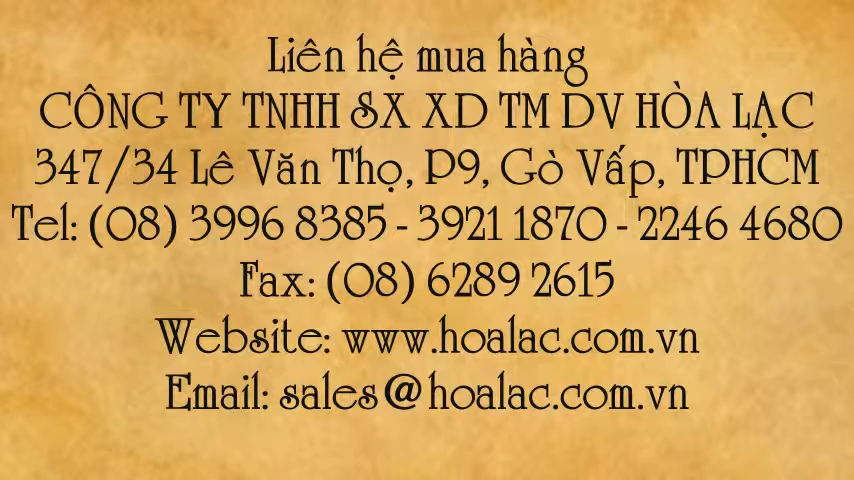 Liên hệ mua hàng
CÔNG TY TNHH SX XD TM DV HÒA LẠC
347/34 Lê Văn Thọ, P9, Gò Vấp, TPHCM
Tel: (08) 3996 8385 - 3921 1870 - 2246 4680
Fax: (08) 6289 2615
Website: www.hoalac.com.vn
Email: sales@hoalac.com.vn